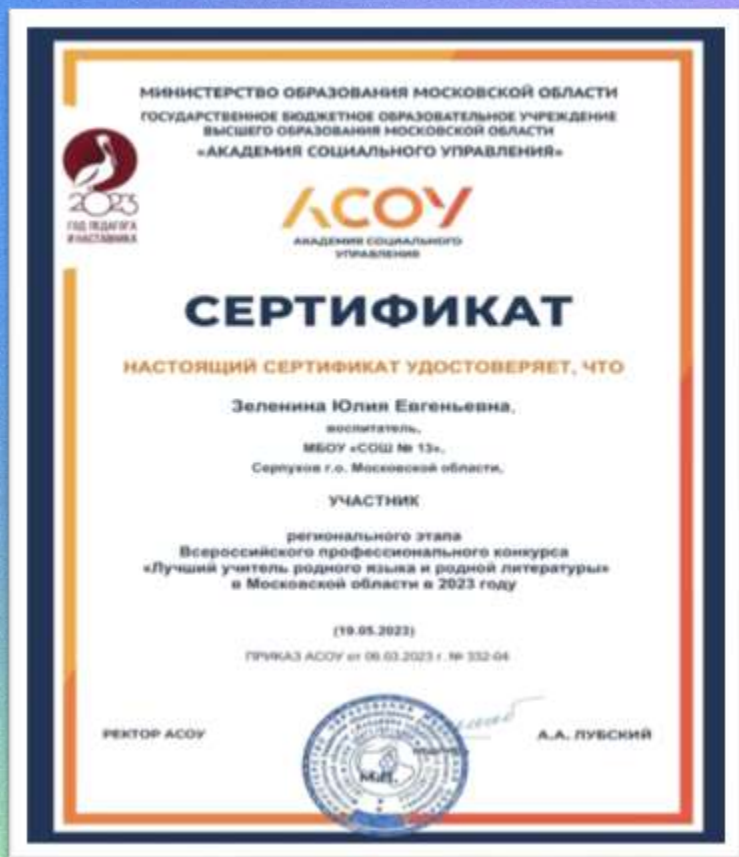 МИНИСТЕРСТВО ОБРАЗОВАНИЯ МОСКОВСКОЙ ОБЛАСТИ
ГОСУДАРСТВЕННОЕ БЮДЖЕТНОЕ ОБРАЗОВАТЕЛЬНОЕ УЧРЕЖДЕНИЕ
ВЫСШЕГО ОБРАЗОВАНИЯ МОСКОВСКОЙ ОБЛАСТИ
«АКАДЕМИЯ СОЦИАЛЬНОГО УПРАВЛЕНИЯ»
2023
ГОД ПЕДАГОГА
И НАСТАВНИКА
АСОУ
АКАДЕМИЯ СОЦИАЛЬНОГО
УПРАВЛЕНИЯ
СЕРТИФИКАТ
НАСТОЯЩИЙ СЕРТИФИКАТ УДОСТОВЕРЯЕТ, ЧТО
Зеленина Юлия Евгеньевна,
воспитатель,
МБОУ «СОШ № 13»,
Серпухов г.о. Московской области,
УЧАСТНИК
регионального этапа
Всероссийского профессионального конкурса
«Лучший учитель родного языка и родной литературы»
в Московской области в 2023 году
(19.05.2023)
ПРИКАЗ АСОУ от 06.03.2023 г. № 332-04
РЕКТОР АСОУ
А.А. ЛУБСКИЙ
М.П.